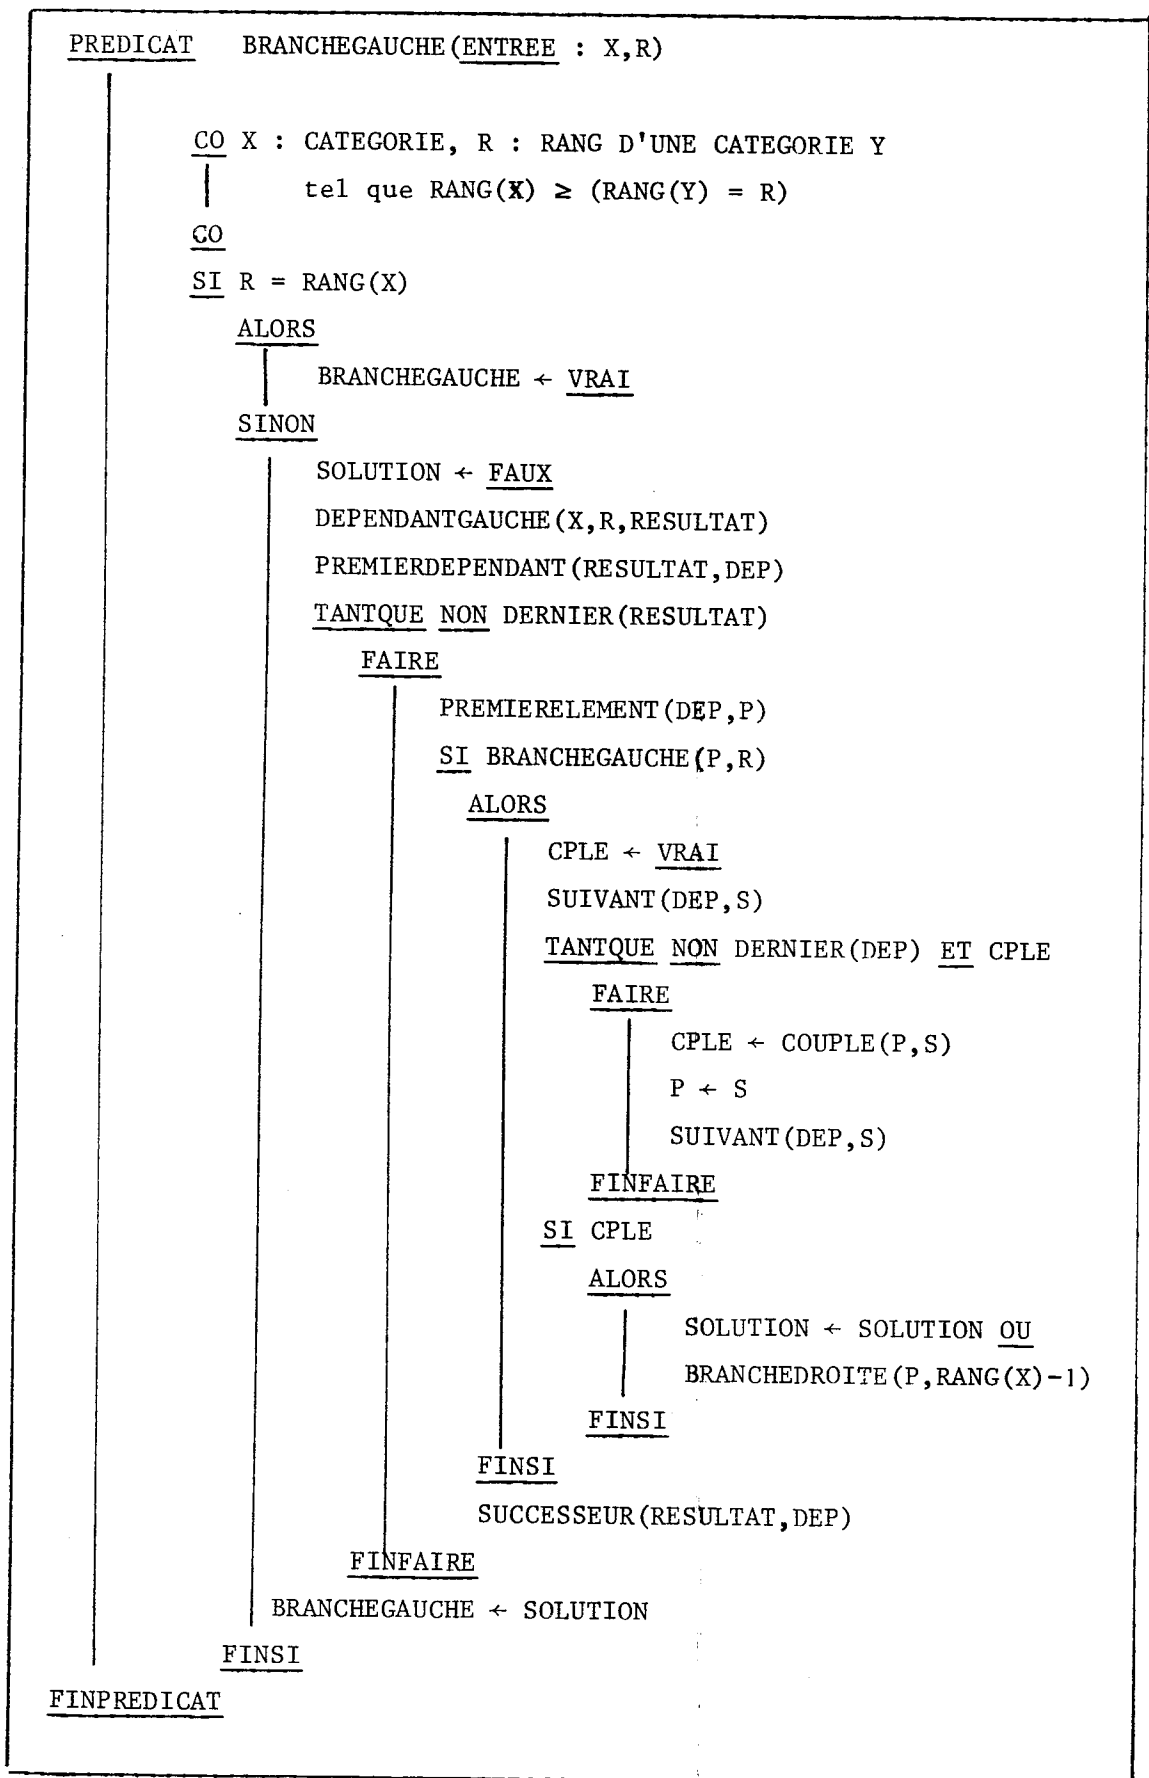 PREDICAT BRANCHEGAUCHE(ENTREE : X,R)
CO X : CATEGORIE, R : RANG D'UNE CATEGORIE Y
tel que RANG(X) ≥ (RANG(Y) = R)
CO
SI R = RANG(X)
ALORS
BRANCHEGAUCHE ← VRAI
SINON
SOLUTION ← FAUX
DEPENDANTGAUCHE(X,R,RESULTAT)
PREMIERDEPENDANT(RESULTAT,DEP)
TANTQUE NON DERNIER(RESULTAT)
FAIRE
PREMIERELEMENT(DEP,P)
SI BRANCHEGAUCHE(P,R)
ALORS
CPLE ← VRAI
SUIVANT(DEP,S)
TANTQUE NON DERNIER(DEP) ET CPLE
FAIRE
CPLE ← COUPLE(P,S)
P ← S
SUIVANT(DEP,S)
FINFAIRE
SI CPLE
ALORS
SOLUTION ← SOLUTION OU
BRANCHEDROITE(P,RANG(X)-1)
FINSI
FINSI
SUCCESSEUR(RESULTAT,DEP)
FINFAIRE
BRANCHEGAUCHE ← SOLUTION
FINSI
FINPREDICAT